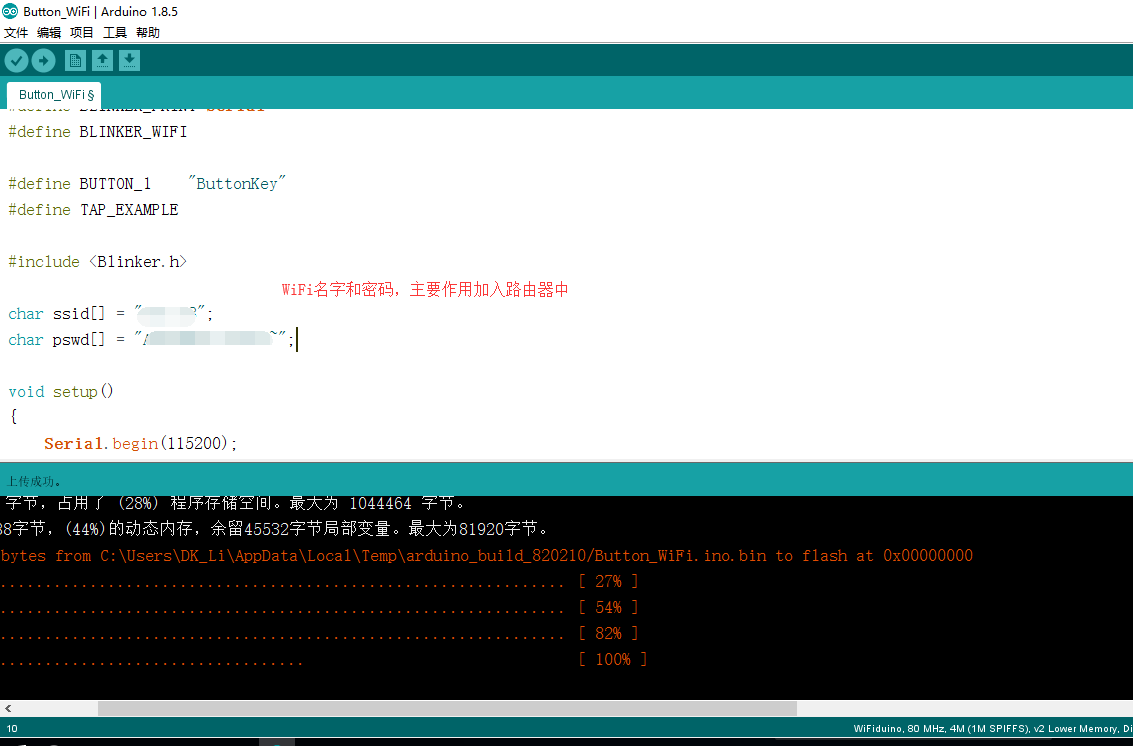 Button_WiFi | Arduino 1.8.5
文件 编辑 项目 工具 帮助
Button_WiFi §
#define BLINKER_PRINT Serial
#define BLINKER_WIFI
#define BUTTON_1 "ButtonKey"
#define TAP_EXAMPLE
#include <Blinker.h>
WiFi名字和密码，主要作用加入路由器中
char ssid[] = "";
char pswd[] = "~";
void setup()
{
Serial.begin(115200);
上传成功。
字节，占用了 (28%) 程序存储空间。最大为 1044464 字节。
38字节，(44%)的动态内存，余留45532字节局部变量。最大为81920字节。
bytes from C:\Users\DK_Li\AppData\Local\Temp\arduino_build_820210/Button_WiFi.ino.bin to flash at 0x00000000
............................................................... [ 27% ]
............................................................... [ 54% ]
............................................................... [ 82% ]
.................................. [ 100% ]
10
WiFiduino, 80 MHz, 4M (1M SPIFFS), v2 Lower Memory, Di